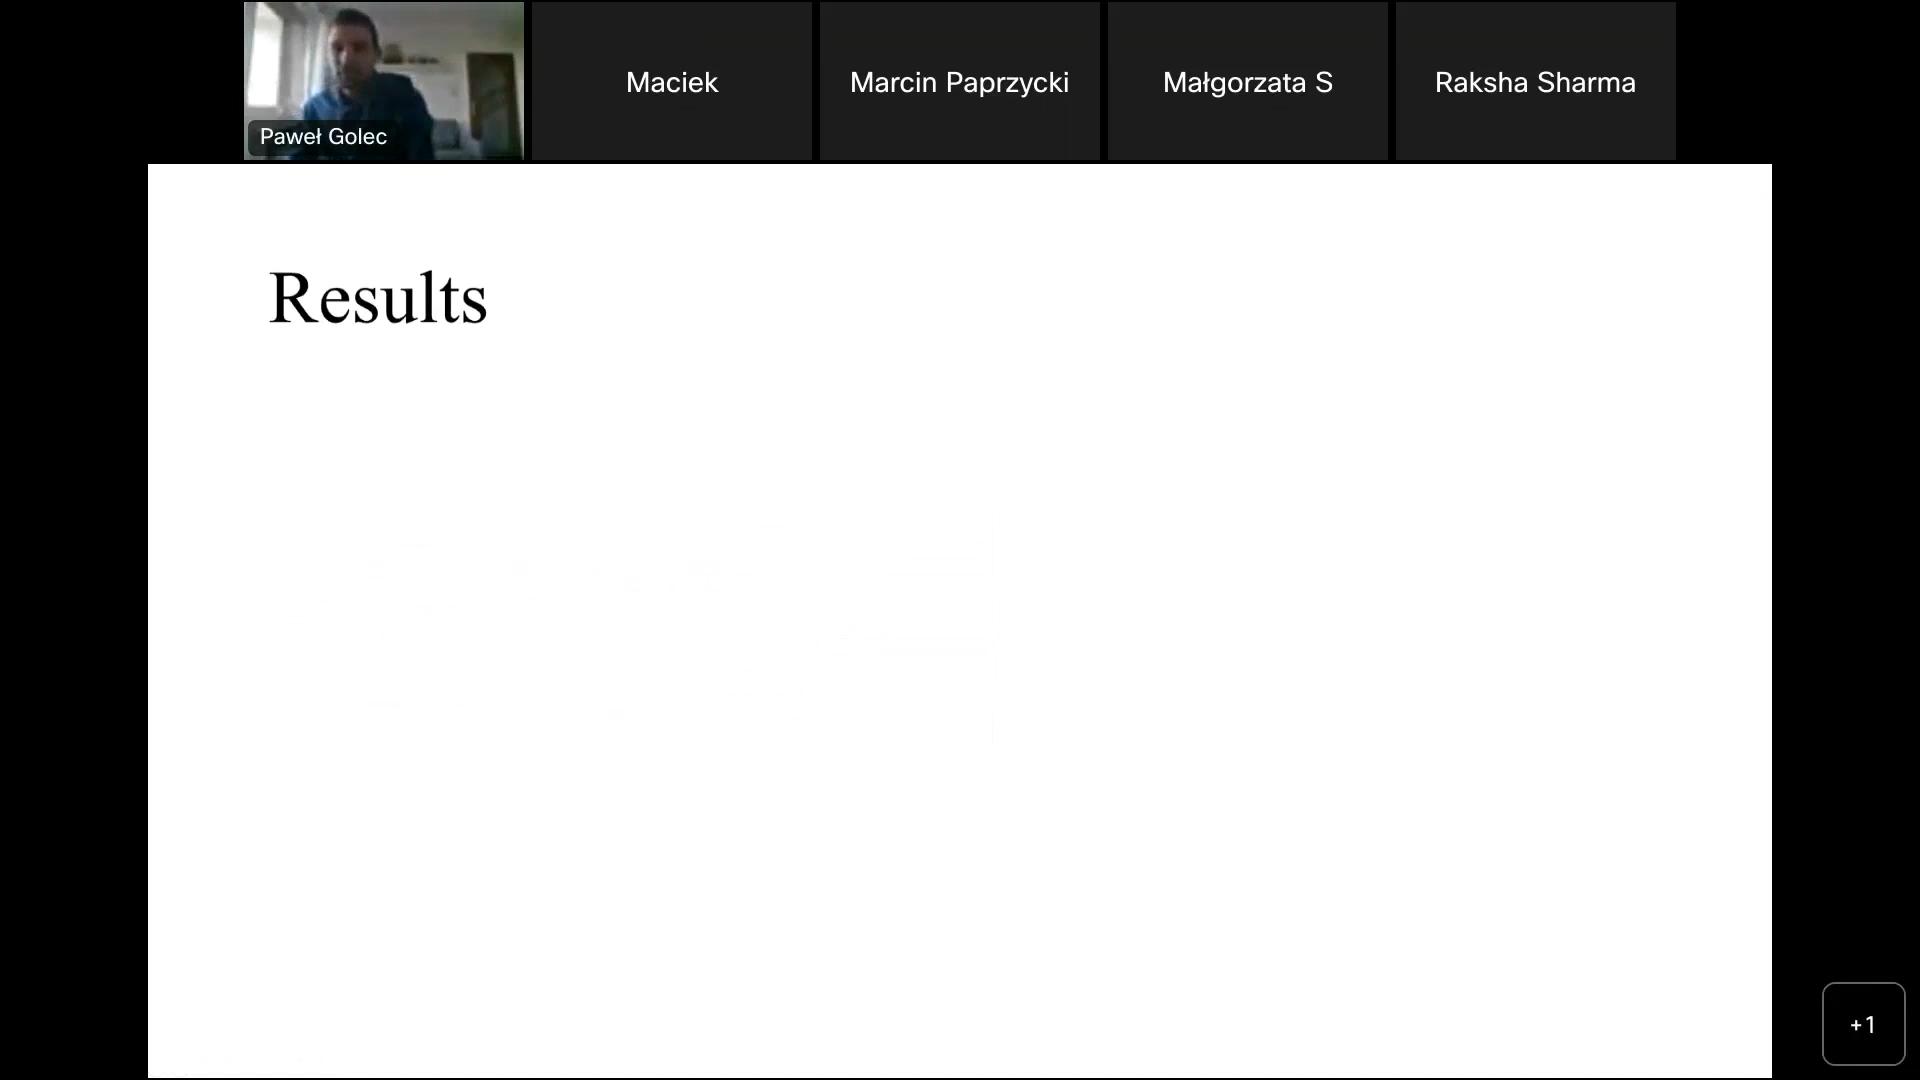 Paweł Golec
Maciek
Marcin Paprzycki
Małgorzata S
Raksha Sharma
Results
+1